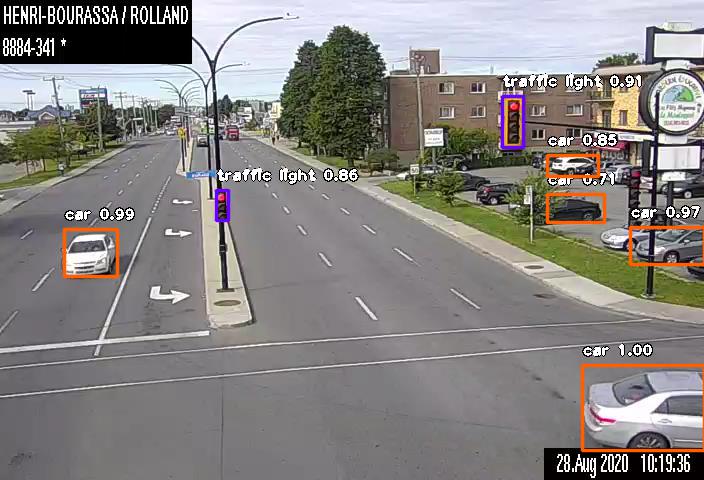 HENRI-BOURASSA / ROLLAND
8884-341 *
traffic light 0.91
car 0.85
traffic light 0.86
car 0.71
car 0.99
car 0.97
car 1.00
28.Aug 2020 10:19:36